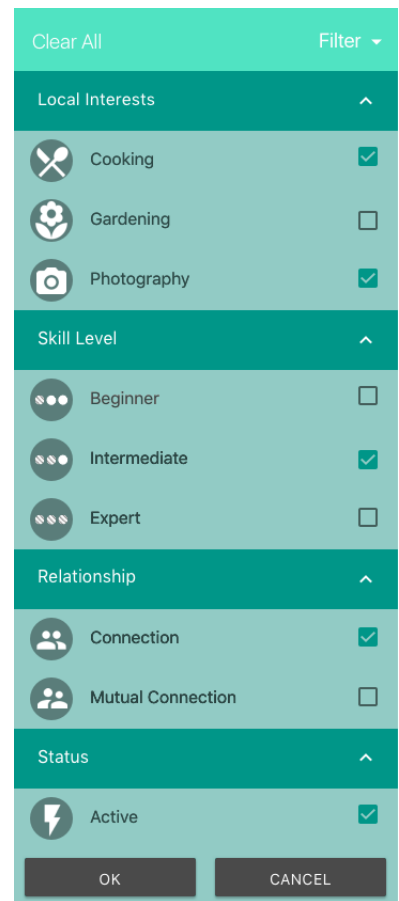 Clear All
Filter
Local Interests
Cooking
Gardening
Photography
Skill Level
Beginner
Intermediate
Expert
Relationship
Connection
Mutual Connection
Status
Active
OK
CANCEL